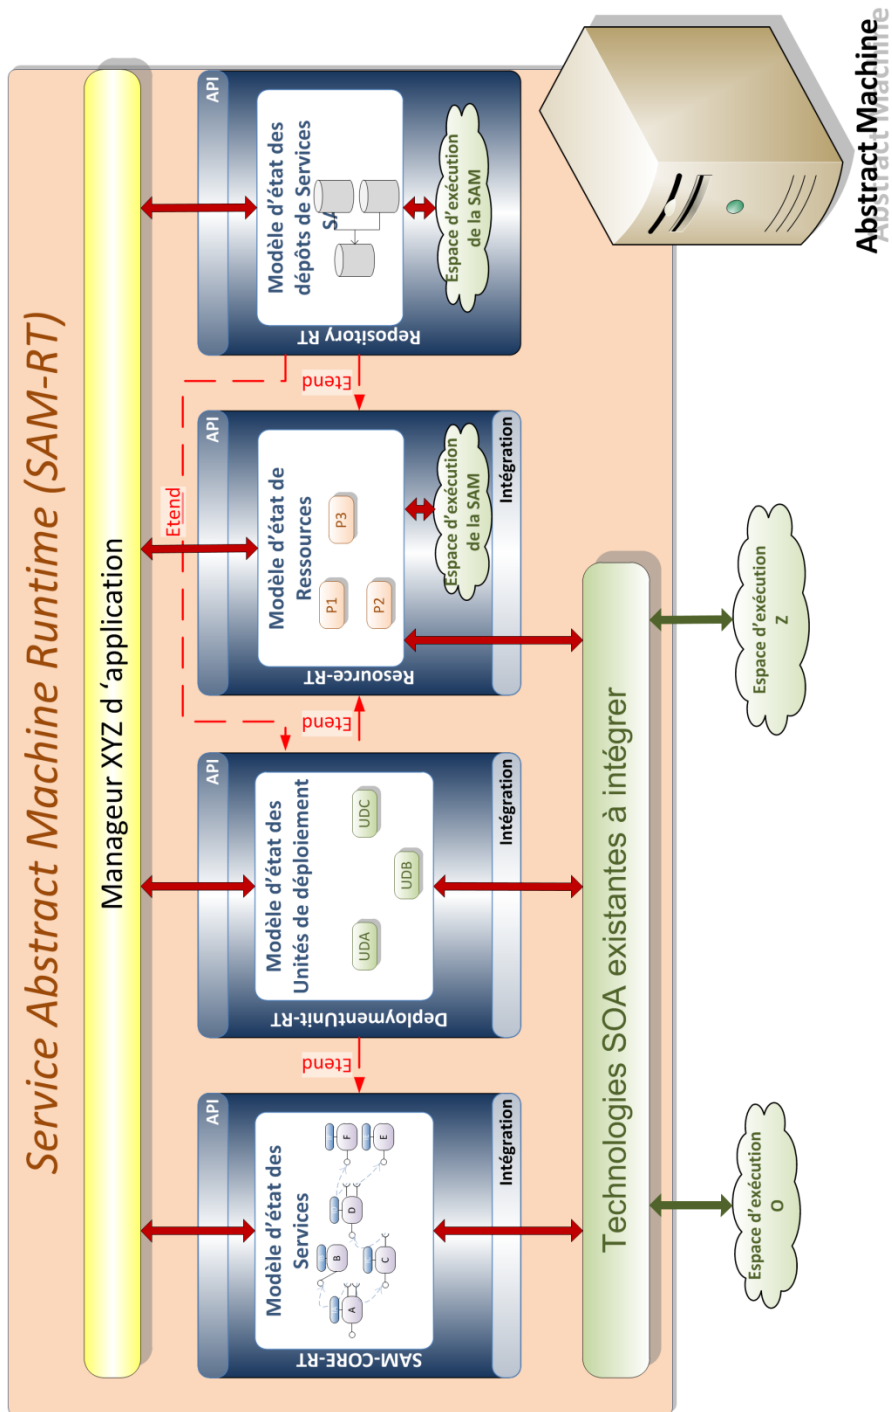 Service Abstract Machine Runtime (SAM-RT)
Manageur XYZ d ‘application
SAM-CORE-RT
API
Modèle d’état des
Services
A
B
C
D
E
F
Intégration
Etend
DeploymentUnit-RT
API
Modèle d’état des
Unités de déploiement
UDA
UDB
UDC
Intégration
Etend
Etend
Resource-RT
API
Modèle d’état de
Ressources
P1
P2
P3
Espace d’exécution
de la SAM
Intégration
Etend
Repository RT
API
Modèle d’état des
dépôts de Services
Espace d’exécution
de la SAM
Technologies SOA existantes à intégrer
Espace d’exécution
O
Espace d’exécution
Z
Abstract Machine